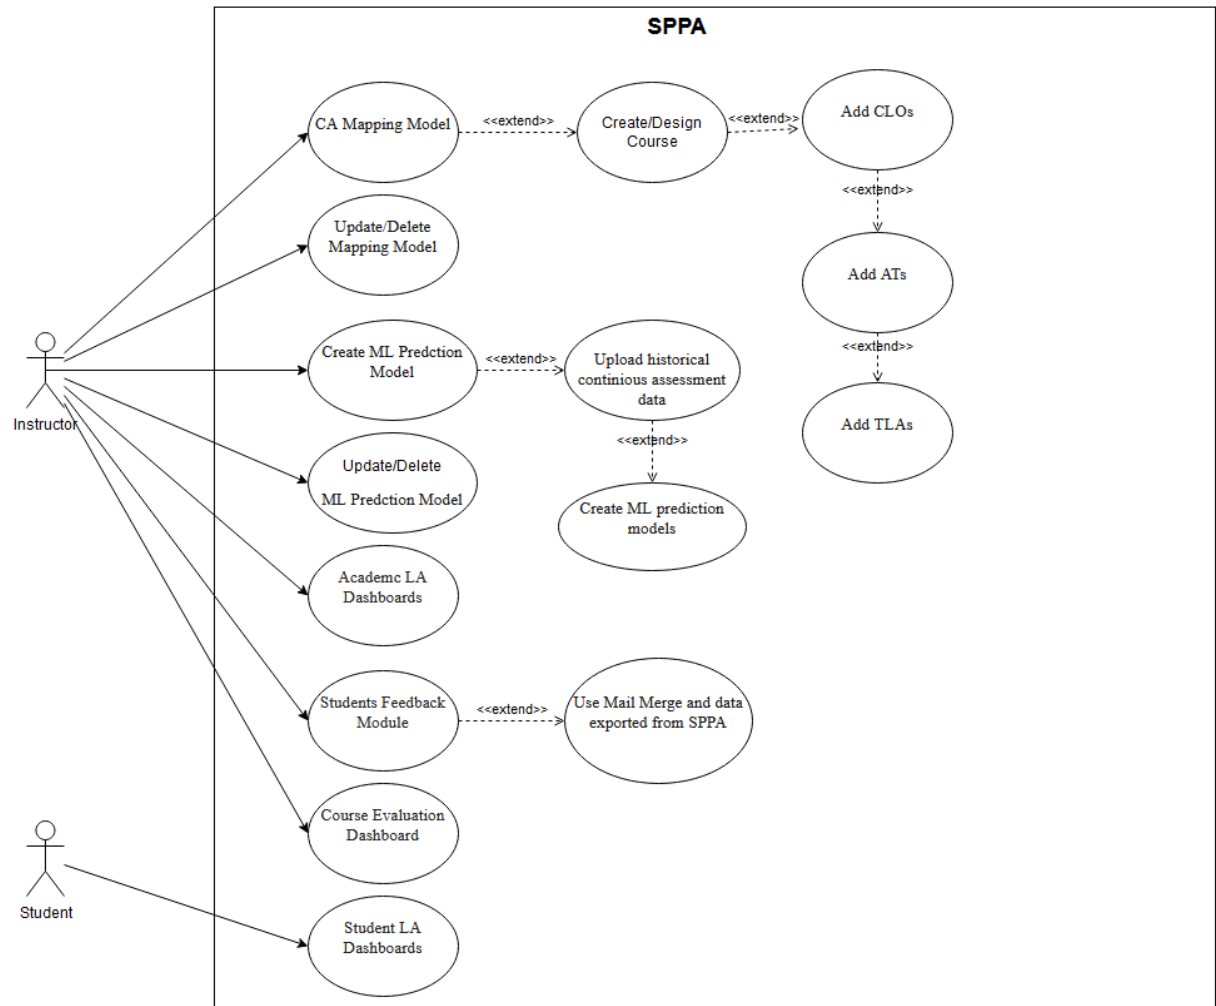 SPPA
CA Mapping Model
<<extend>>
Create/Design
Course
<<extend>>
Add CLOs
<<extend>>
Update/Delete
Mapping Model
Add ATs
<<extend>>
Create ML Predction
Model
<<extend>>
Upload historical
continious assessment
data
Add TLAs
Instructor
<<extend>>
Update/Delete
ML Predction Model
Create ML prediction
models
Academc LA
Dashboards
Students Feedback
Module
<<extend>>
Use Mail Merge and data
exported from SPPA
Course Evaluation
Dashboard
Student
Student LA
Dashboards